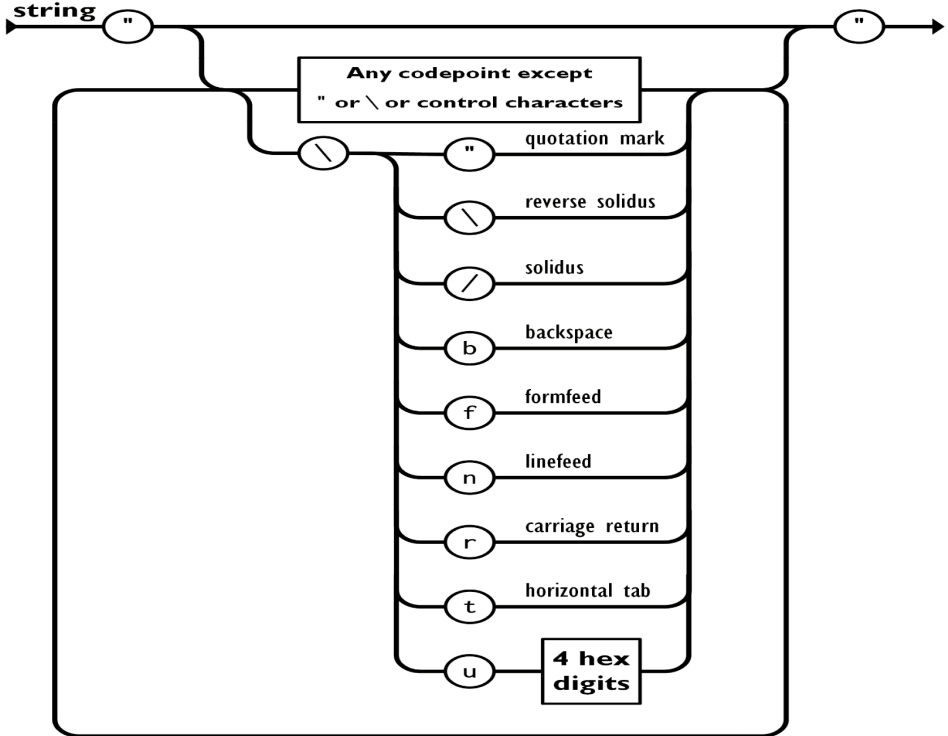 string
" "
Any codepoint except
" or \ or control characters
\ " quotation mark
\ reverse solidus
/ solidus
b backspace
f formfeed
n linefeed
r carriage return
t horizontal tab
u 4 hex
digits